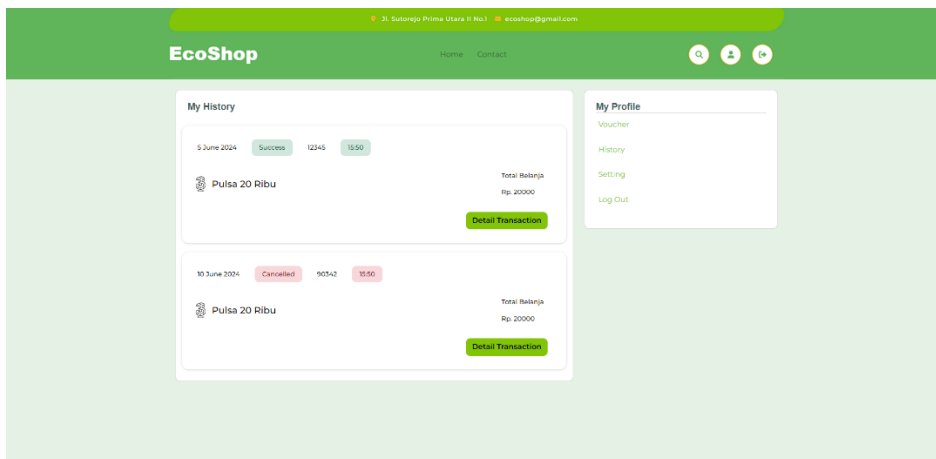 Jl. Sutorejo Prima Utara II No.1 ecoshop@gmail.com
EcoShop Home Contact
My History
5 June 2024 Success 12345 15:50
Pulsa 20 Ribu
Total Belanja
Rp. 20000
Detail Transaction
10 June 2024 Cancelled 90342 15:50
Pulsa 20 Ribu
Total Belanja
Rp. 20000
Detail Transaction
My Profile
Voucher
History
Setting
Log Out